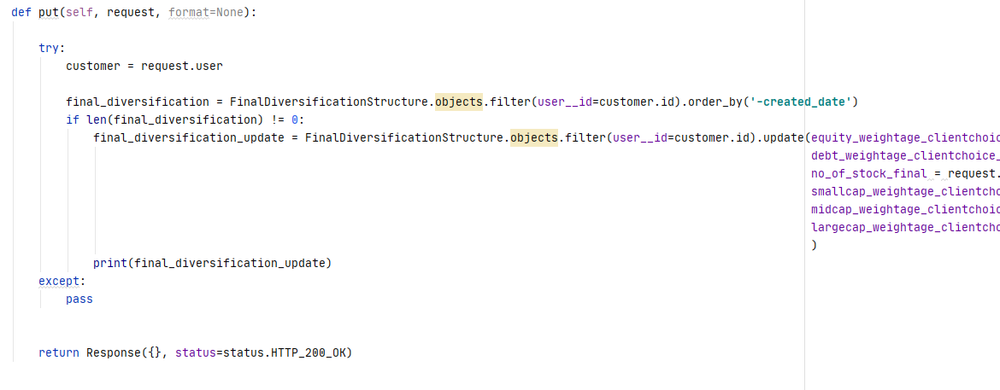 def put(self, request, format=None):
try:
customer = request.user
final_diversification = FinalDiversificationStructure.objects.filter(user__id=customer.id).order_by('-created_date')
if len(final_diversification) != 0:
final_diversification_update = FinalDiversificationStructure.objects.filter(user__id=customer.id).update(equity_weightage_clientchoic
debt_weightage_clientchoice_
no_of_stock_final = request.
smallcap_weightage_clientcho
midcap_weightage_clientchoic
largecap_weightage_clientcho
)
print(final_diversification_update)
except:
pass
return Response({}, status=status.HTTP_200_OK)